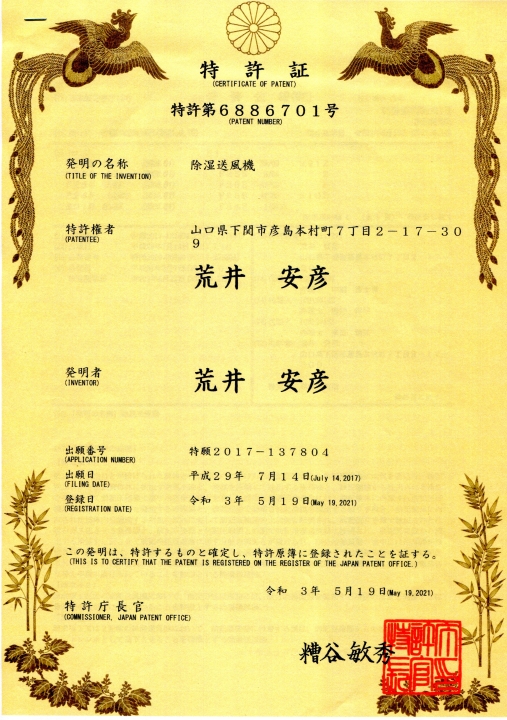 特許証
(CERTIFICATE OF PATENT)
特許第6886701号
(PATENT NUMBER)
発明の名称 除湿送風機
(TITLE OF THE INVENTION)
特許権者 山口県下関市彦島本村町7丁目2-17-30
(PATENTEE) 9
荒井 安彦
発明者 荒井 安彦
(INVENTOR)
出願番号 特願2017-137804
(APPLICATION NUMBER)
出願日 平成29年 7月14日(July 14,2017)
(FILING DATE)
登録日 令和 3年 5月19日(May 19,2021)
(REGISTRATION DATE)
この発明は、特許するものと確定し、特許原簿に登録されたことを証する。
(THIS IS TO CERTIFY THAT THE PATENT IS REGISTERED ON THE REGISTER OF THE JAPAN PATENT OFFICE.)
令和 3年 5月19日(May 19,2021)
特許庁長官
(COMMISSIONER, JAPAN PATENT OFFICE)
糟谷敏秀